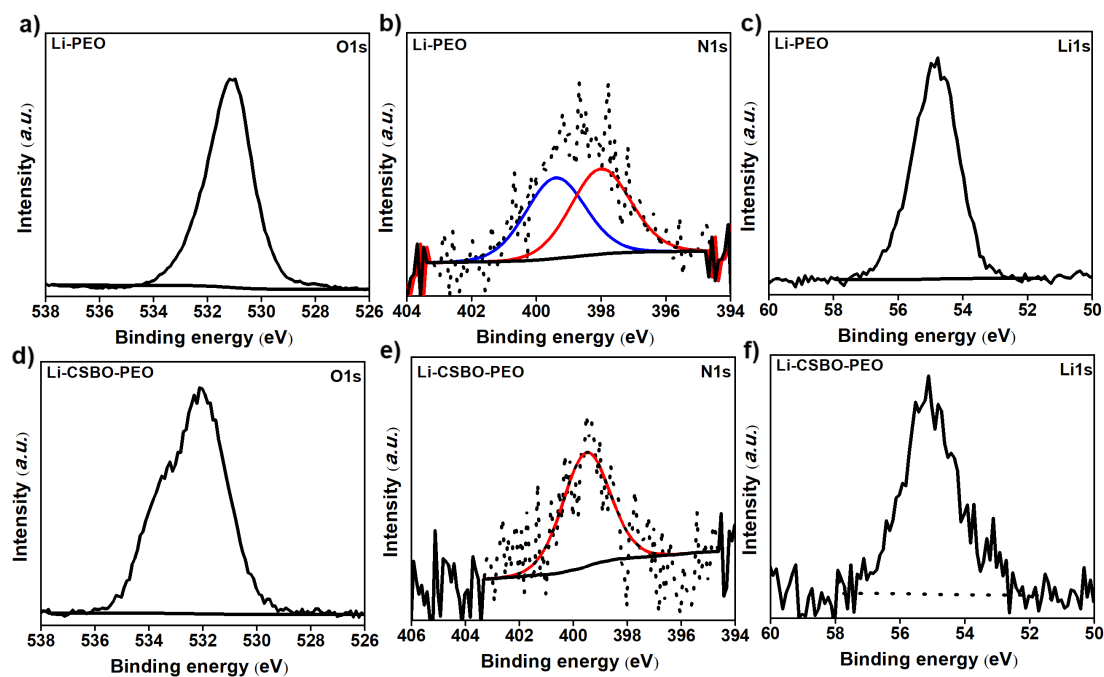 a)
Li-PEO
O1s
Intensity (a.u.)
538 536 534 532 530 528 526
Binding energy (eV)
b)
Li-PEO
N1s
Intensity (a.u.)
404 402 400 398 396 394
Binding energy (eV)
c)
Li-PEO
Li1s
Intensity (a.u.)
60 58 56 54 52 50
Binding energy (eV)
d)
Li-CSBO-PEO
O1s
Intensity (a.u.)
538 536 534 532 530 528 526
Binding energy (eV)
e)
Li-CSBO-PEO
N1s
Intensity (a.u.)
406 404 402 400 398 396 394
Binding energy (eV)
f)
Li-CSBO-PEO
Li1s
Intensity (a.u.)
60 58 56 54 52 50
Binding energy (eV)